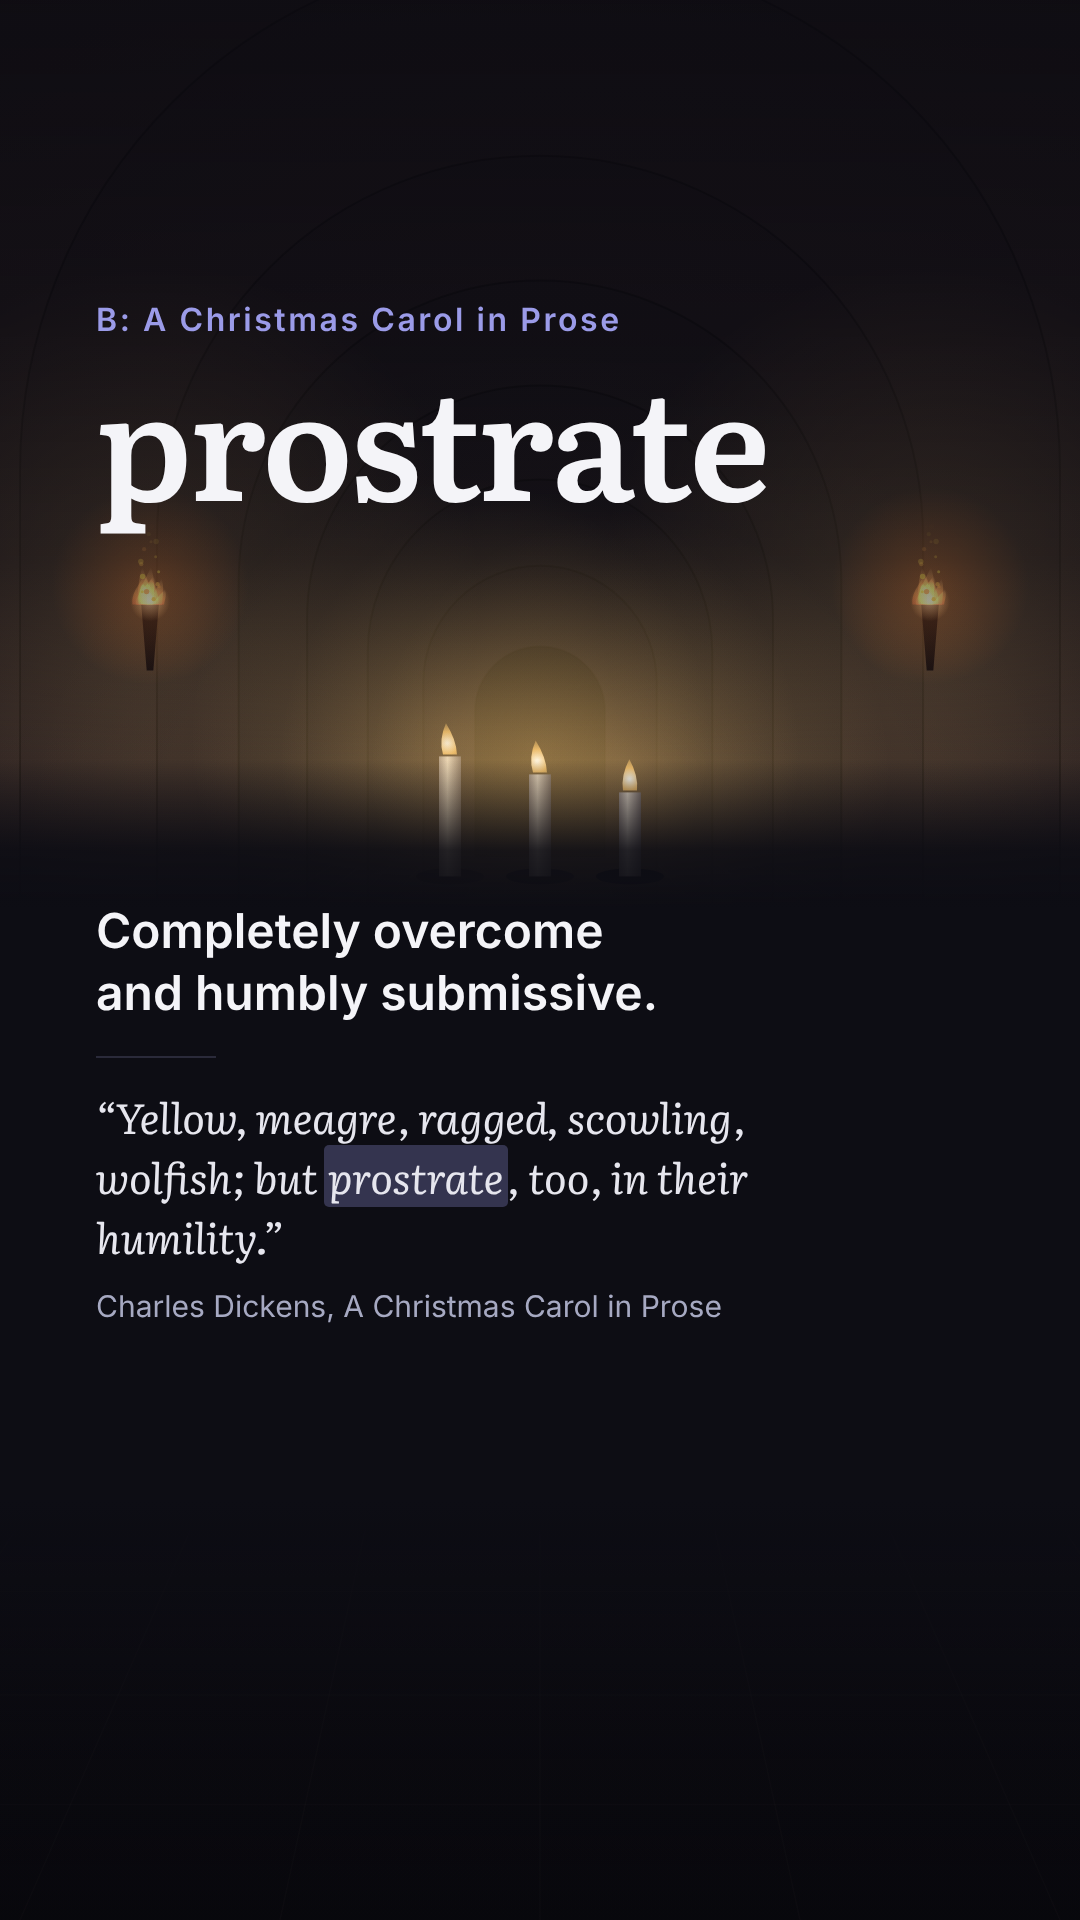 B: A Christmas Carol in Prose
prostrate
Completely overcome
and humbly submissive.
“Yellow, meagre, ragged, scowling,
wolfish; but prostrate, too, in their
humility.”
Charles Dickens, A Christmas Carol in Prose